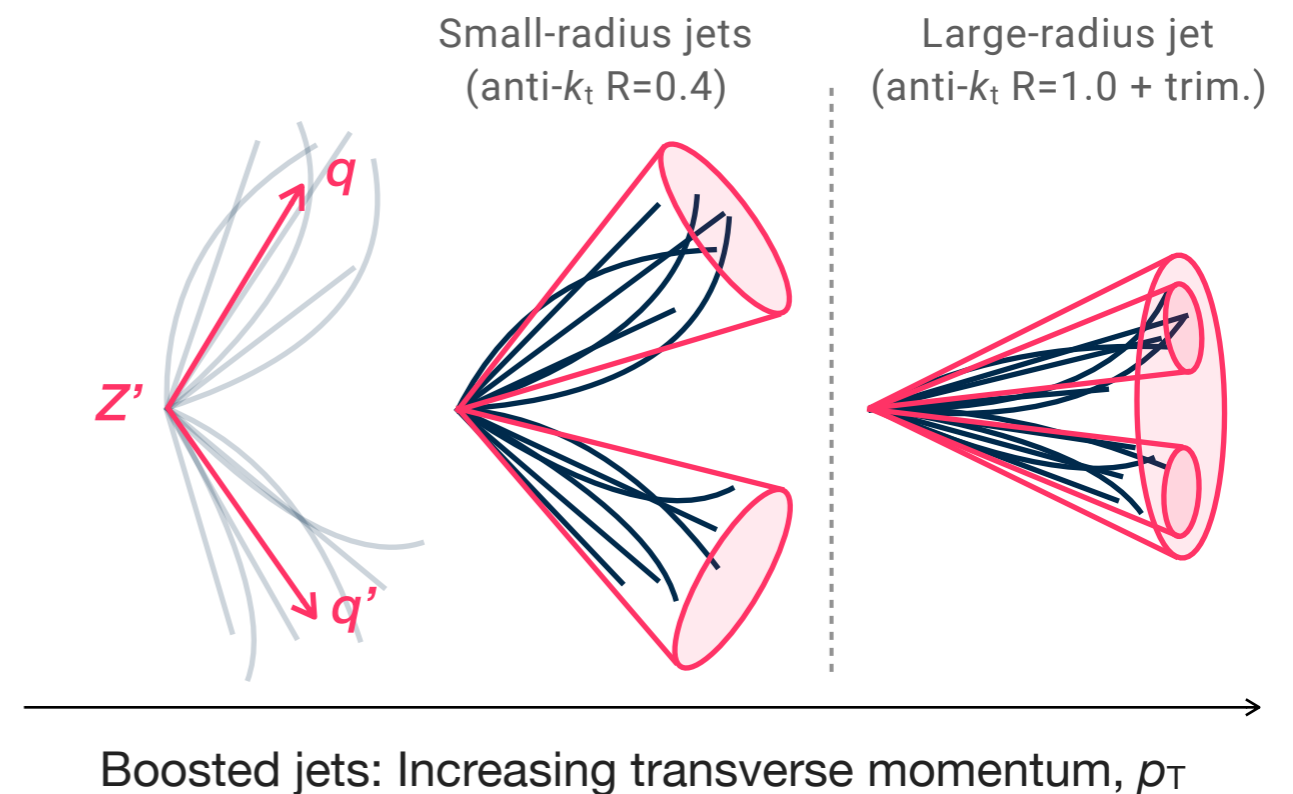 Small-radius jets
(anti-kt R=0.4)
Large-radius jet
(anti-kt R=1.0 + trim.)
q
Z’
q’
Boosted jets: Increasing transverse momentum, pT